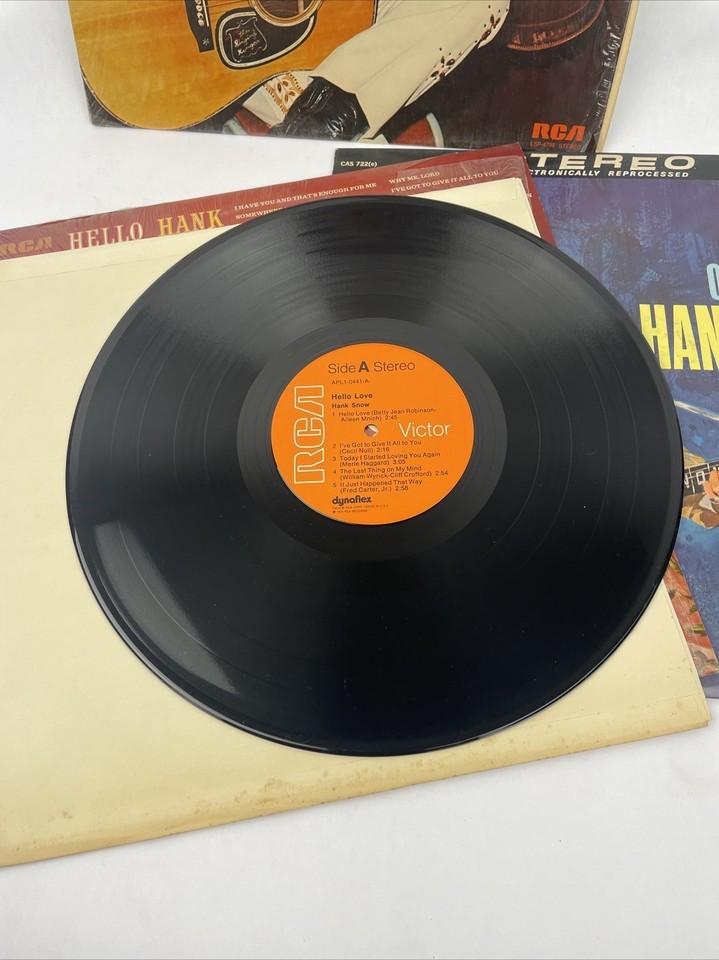 RCA
LSP-4798 STEREO
CAS 722(e)
STEREO
ELECTRONICALLY REPROCESSED
RCA HELLO HANK
I HAVE YOU AND THAT'S ENOUGH FOR ME
WHY ME, LORD
I'VE GOT TO GIVE IT ALL TO YOU
HAN
Side A Stereo
APL1-0441-A
Hello Love
Hank Snow
1 Hello Love (Betty Jean Robinson-
Aileen Mnich) 2:45
RCA Victor
2 I've Got to Give It All to You
(Cecil Null) 2:16
3 Today I Started Loving You Again
(Merle Haggard) 3:05
4 The Last Thing on My Mind
(William Wyrick-Cliff Crofford) 2:54
5 It Just Happened That Way
(Fred Carter, Jr.) 2:58
dynaflex